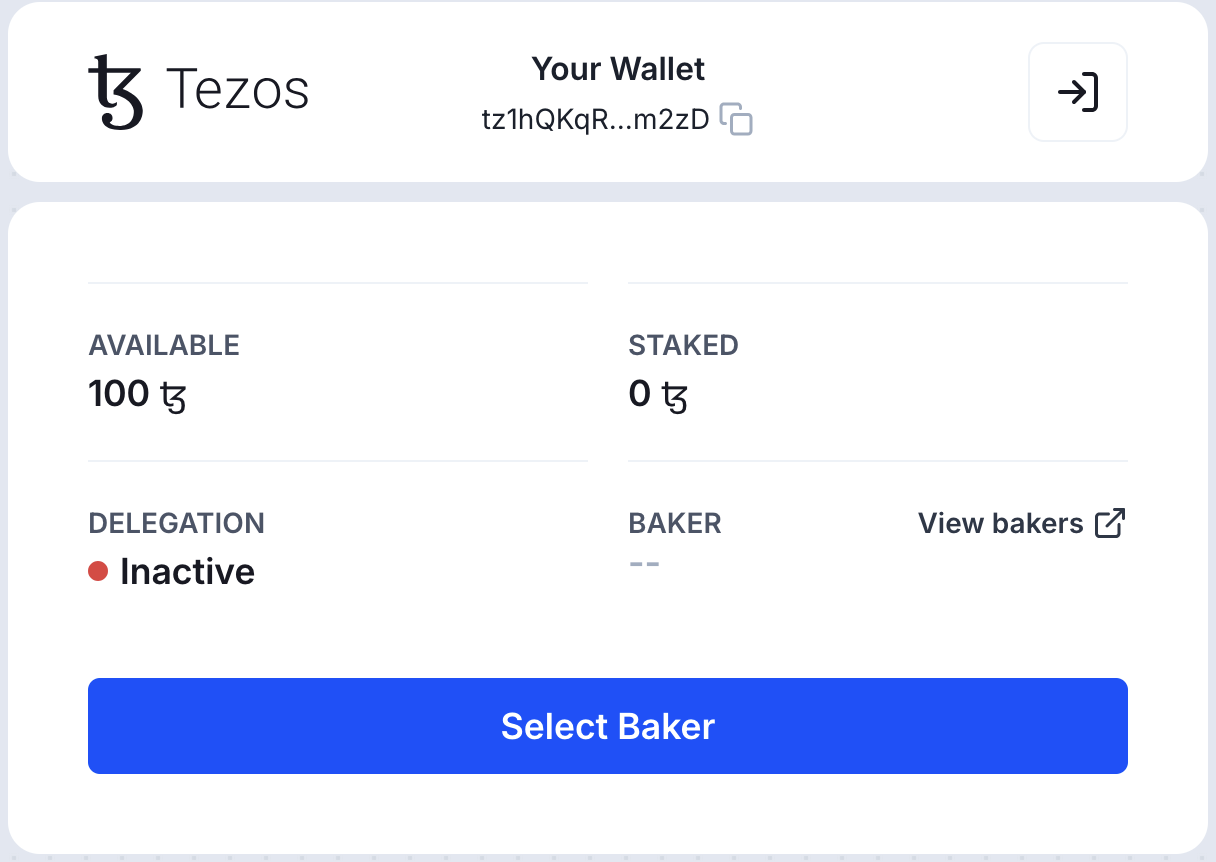 ꜩ Tezos
Your Wallet
tz1hQKqR...m2zD
AVAILABLE
100 ꜩ
STAKED
0 ꜩ
DELEGATION
Inactive
BAKER
View bakers
--
Select Baker